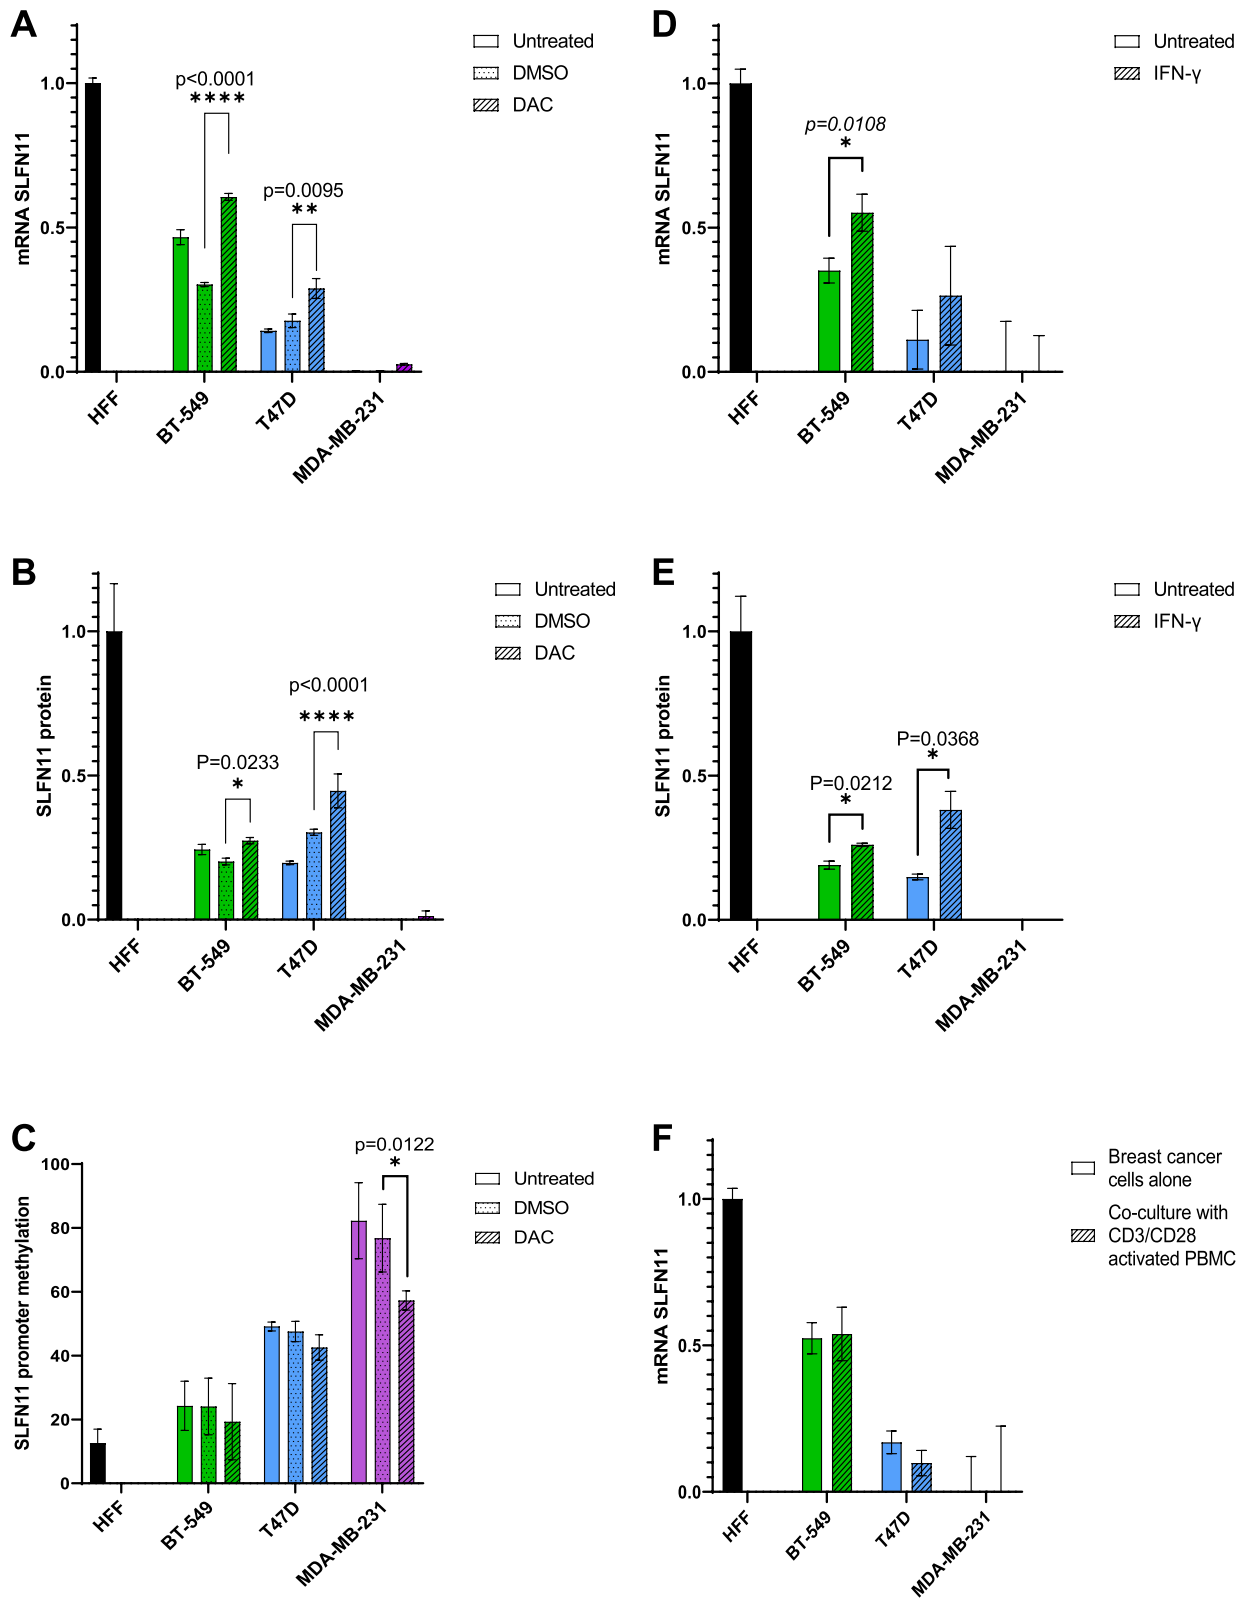 A
Untreated
DMSO
DAC
p<0.0001
****
p=0.0095
**
mRNA SLFN11
1.0
0.5
0.0
HFF
BT-549
T47D
MDA-MB-231
D
Untreated
IFN-γ
p=0.0108
*
mRNA SLFN11
1.0
0.5
0.0
HFF
BT-549
T47D
MDA-MB-231
B
Untreated
DMSO
DAC
p<0.0001
****
P=0.0233
*
SLFN11 protein
1.0
0.5
0.0
HFF
BT-549
T47D
MDA-MB-231
E
Untreated
IFN-γ
P=0.0368
*
P=0.0212
*
SLFN11 protein
1.0
0.5
0.0
HFF
BT-549
T47D
MDA-MB-231
C
p=0.0122
*
Untreated
DMSO
DAC
SLFN11 promoter methylation
100
80
60
40
20
0
HFF
BT-549
T47D
MDA-MB-231
F
Breast cancer
cells alone
Co-culture with
CD3/CD28
activated PBMC
mRNA SLFN11
1.0
0.5
0.0
HFF
BT-549
T47D
MDA-MB-231